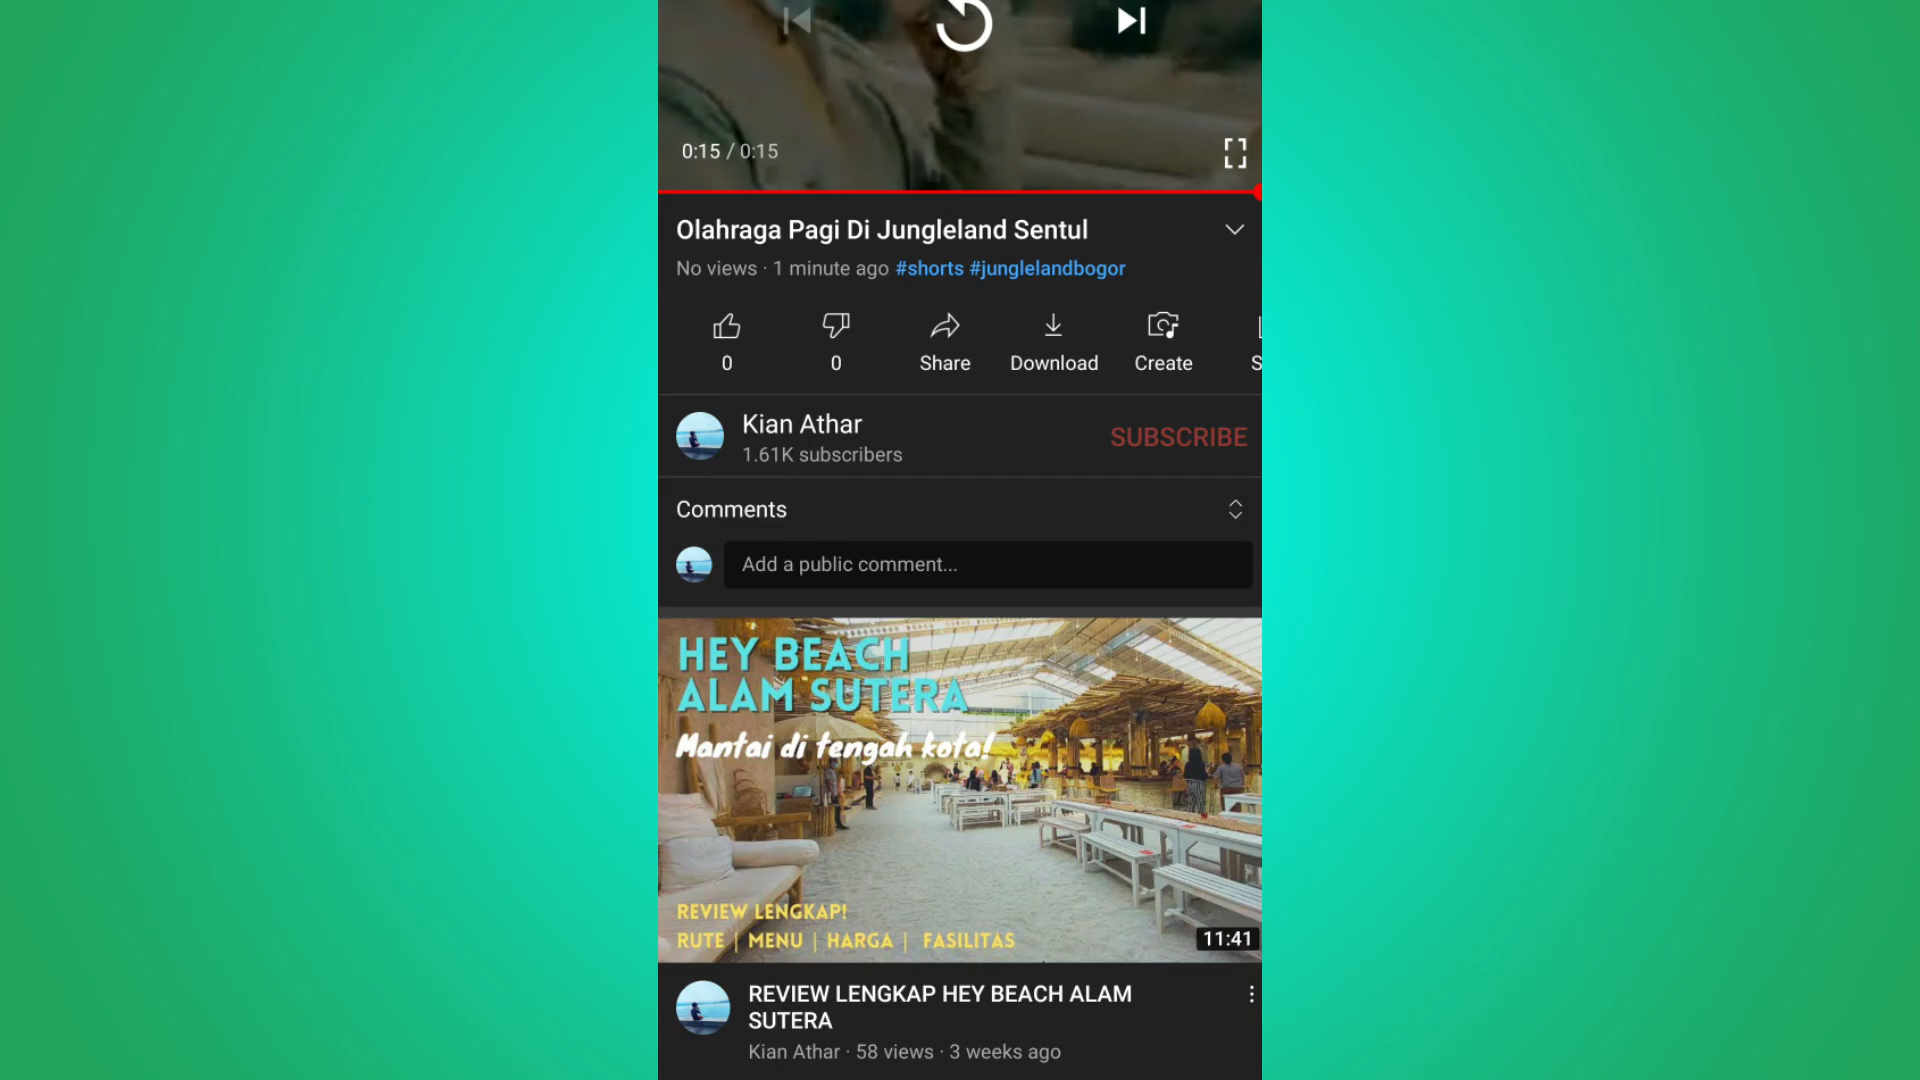 0:15 / 0:15
Olahraga Pagi Di Jungleland Sentul
No views · 1 minute ago #shorts #junglelandbogor
0 0 Share Download Create S
Kian Athar
1.61K subscribers
SUBSCRIBE
Comments
Add a public comment...
HEY BEACH
ALAM SUTERA
Mantai di tengah kota!
REVIEW LENGKAP!
RUTE | MENU | HARGA | FASILITAS
11:41
REVIEW LENGKAP HEY BEACH ALAM
SUTERA
Kian Athar · 58 views · 3 weeks ago